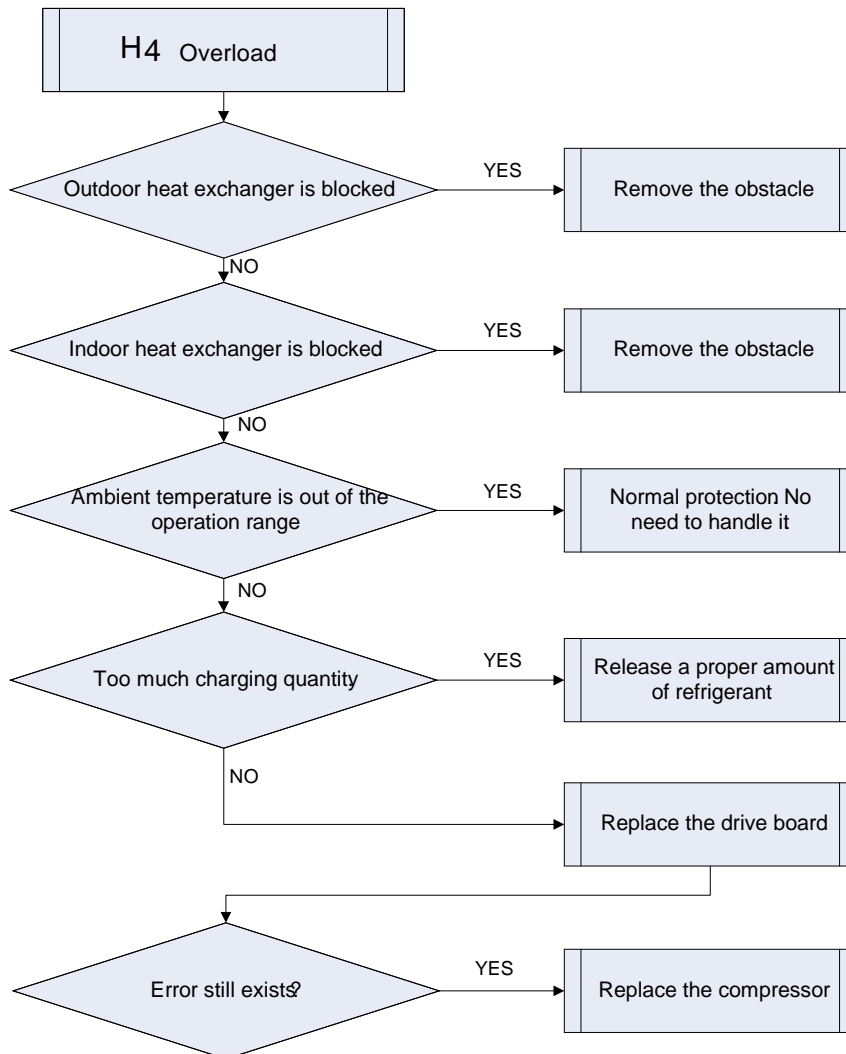 H4 Overload
Outdoor heat exchanger is blocked
YES
Remove the obstacle
NO
Indoor heat exchanger is blocked
YES
Remove the obstacle
NO
Ambient temperature is out of the
operation range
YES
Normal protection No
need to handle it
NO
Too much charging quantity
YES
Release a proper amount
of refrigerant
NO
Replace the drive board
Error still exists?
YES
Replace the compressor